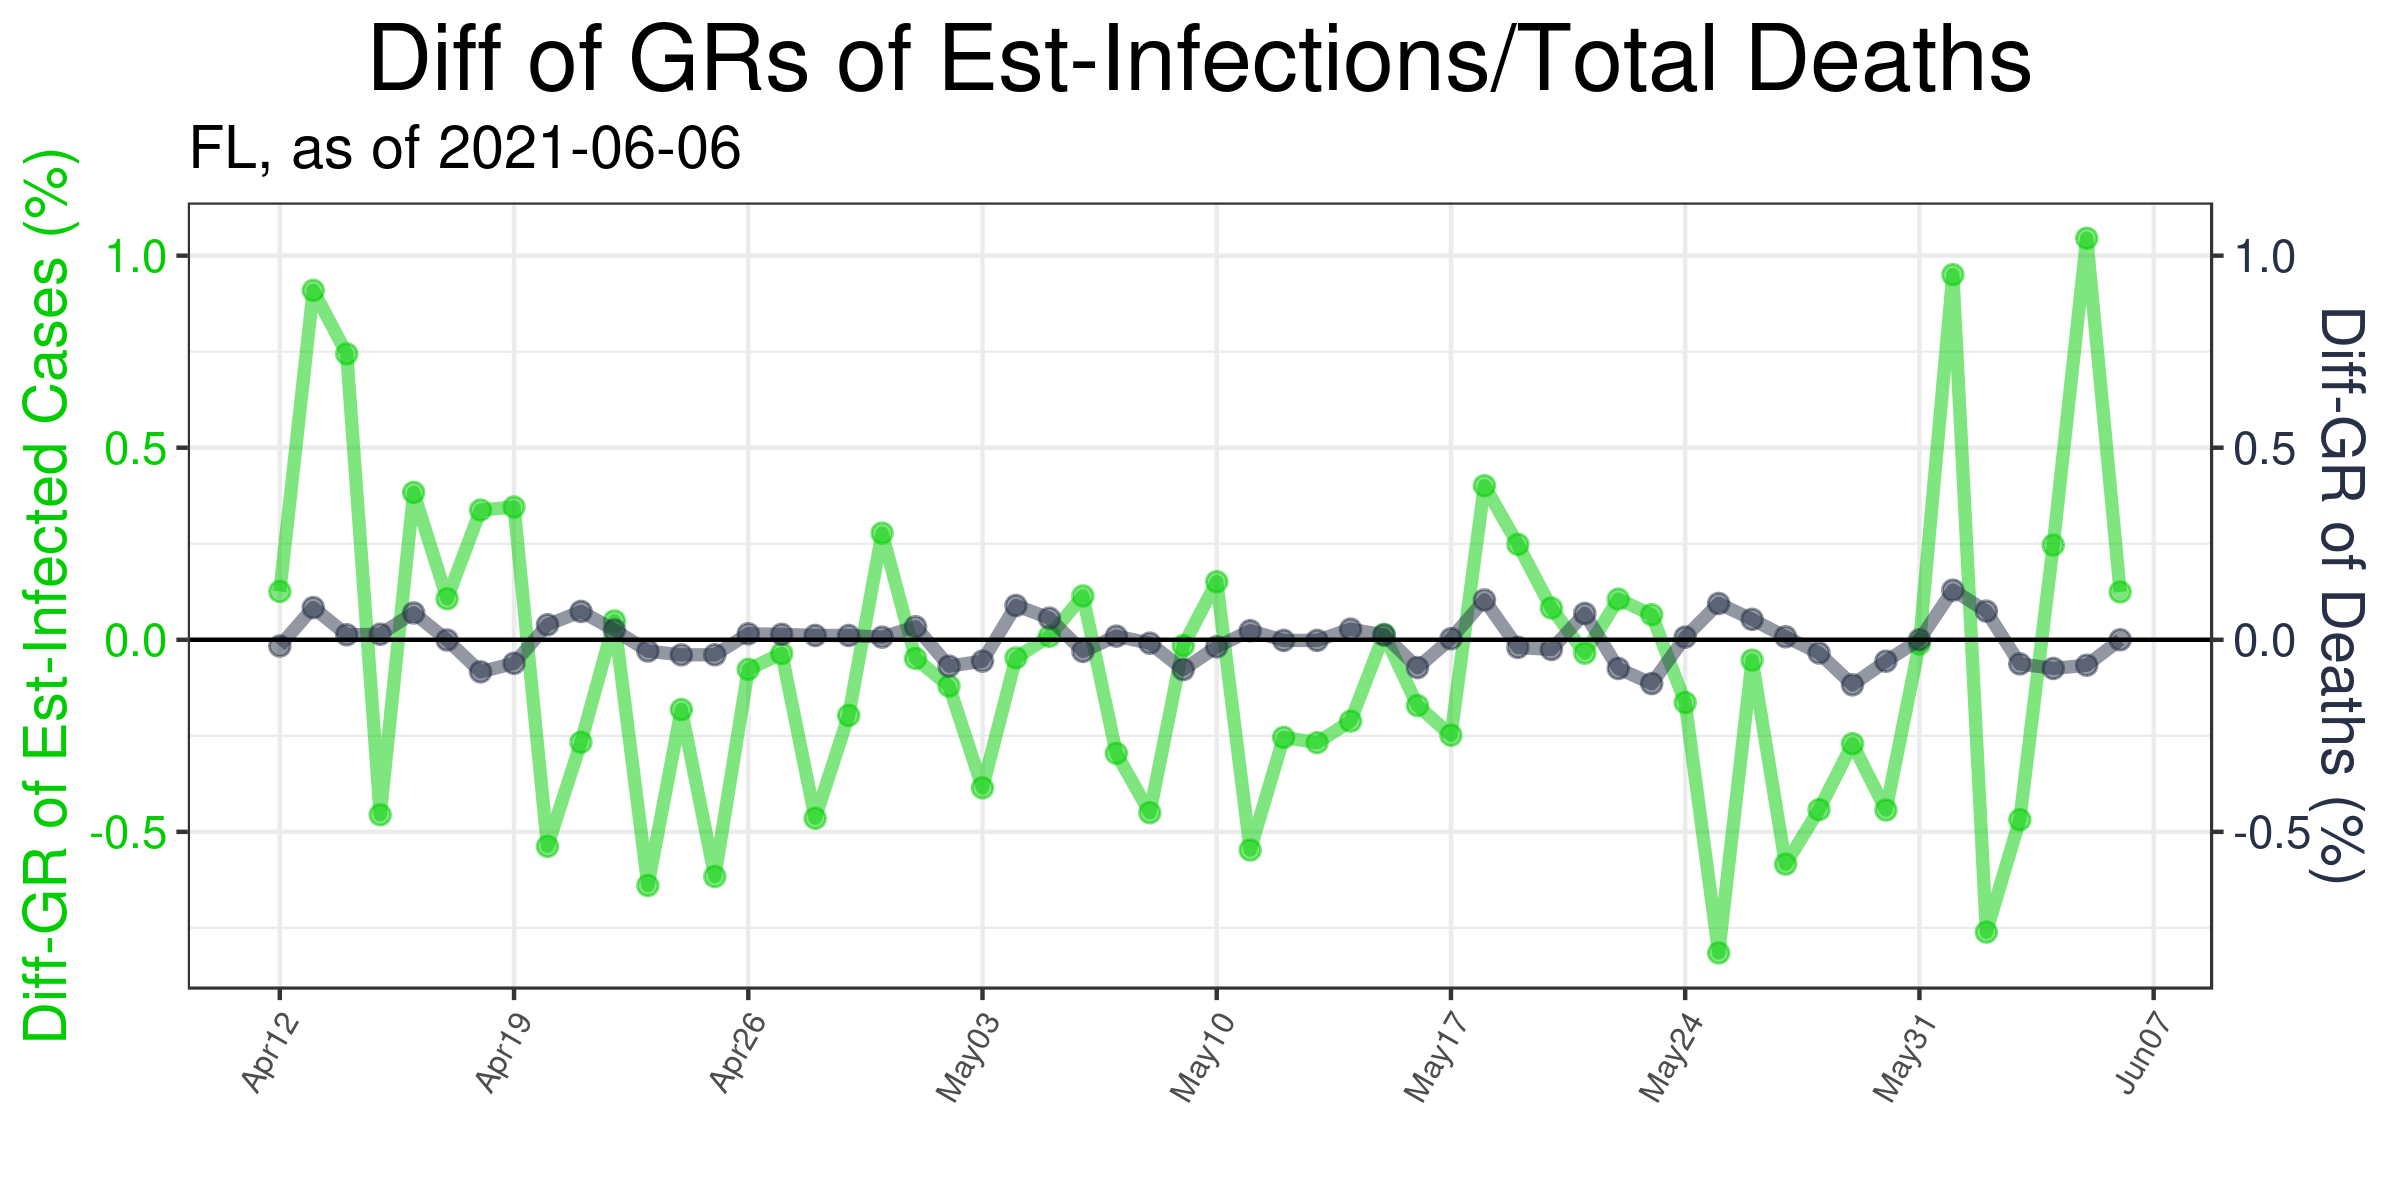 Diff of GRs of Est-Infections/Total Deaths
FL, as of 2021-06-06
Diff-GR of Est-Infected Cases (%)
1.0
0.5
0.0
-0.5
1.0
0.5
0.0
-0.5
Diff-GR of Deaths (%)
Apr12
Apr19
Apr26
May03
May10
May17
May24
May31
Jun07